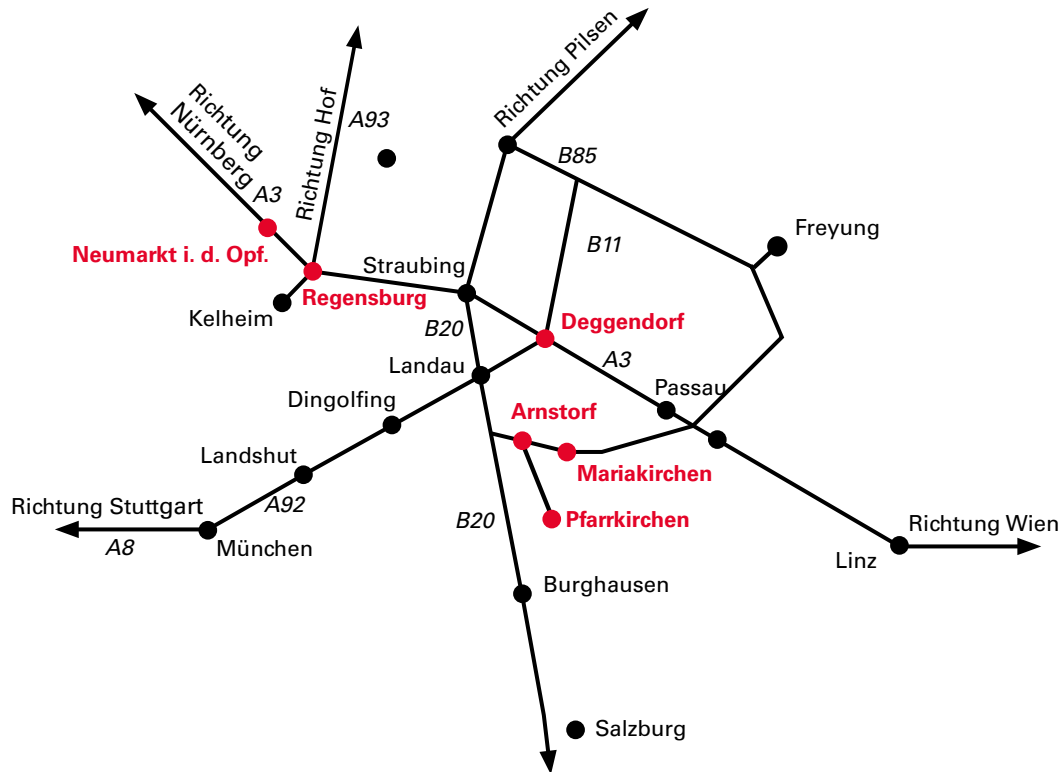 Richtung Pilsen
Richtung
Nürnberg
Richtung Hof
A93
B85
A3
Freyung
B11
Neumarkt i. d. Opf.
Straubing
Regensburg
Kelheim
B20
Deggendorf
A3
Landau
Passau
Dingolfing
Arnstorf
Landshut
Mariakirchen
A92
Richtung Stuttgart
B20
Pfarrkirchen
Richtung Wien
A8
München
Linz
Burghausen
Salzburg